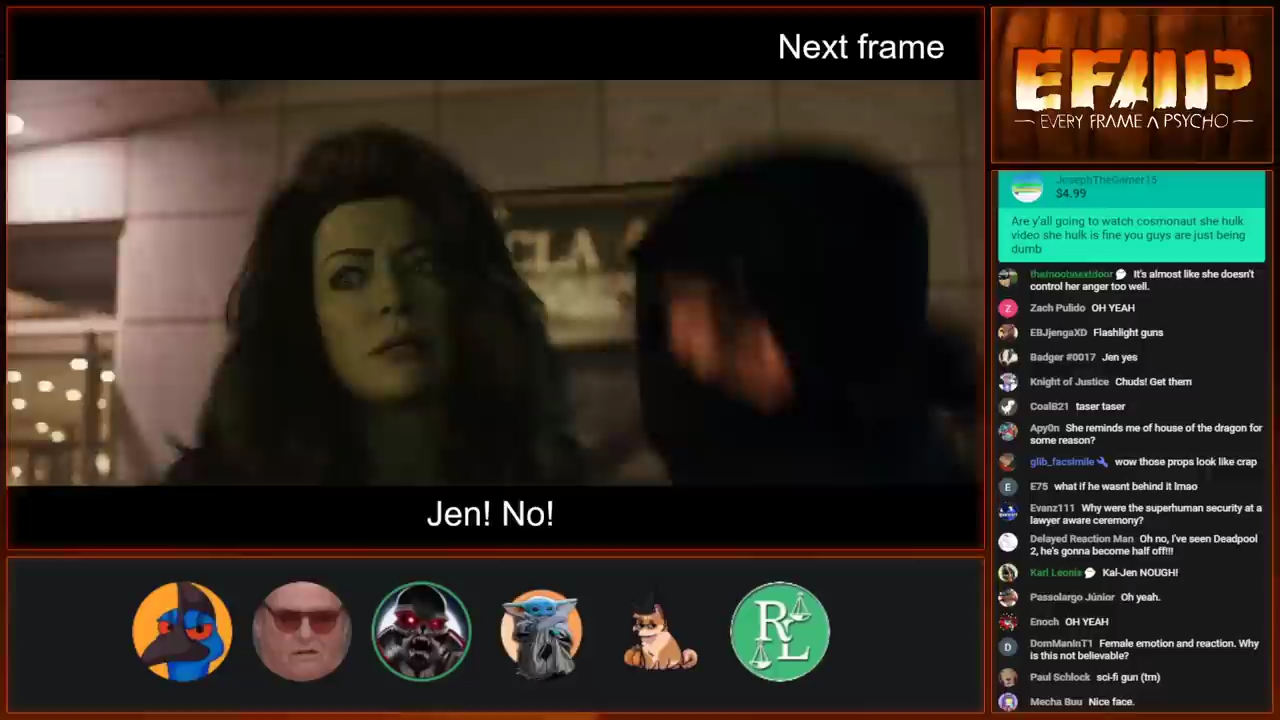 Next frame
CLA
Jen! No!
EFAP
EVERY FRAME A PSYCHO
JosephTheGamer15
$4.99
Are y'all going to watch cosmonaut she hulk
video she hulk is fine you guys are just being
dumb
It's almost like she doesn't
control her anger too well.
Z
Zach Pulido OH YEAH
EBJjengaXD Flashlight guns
Badger #0017 Jen yes
Knight of Justice Chuds! Get them
CoalB21 taser taser
Apy0n She reminds me of house of the dragon for
some reason?
glib_facsimile wow those props look like crap
E
E75 what if he wasnt behind it lmao
Evanz111 Why were the superhuman security at a
lawyer aware ceremony?
Delayed Reaction Man Oh no, I've seen Deadpool
2, he's gonna become half off!!!
Karl Leonis Kal-Jen NOUGH!
Passolargo Júnior Oh yeah.
Enoch OH YEAH
D
DomManInT1 Female emotion and reaction. Why
is this not believable?
Paul Schlock sci-fi gun (tm)
Mecha Buu Nice face.
RL